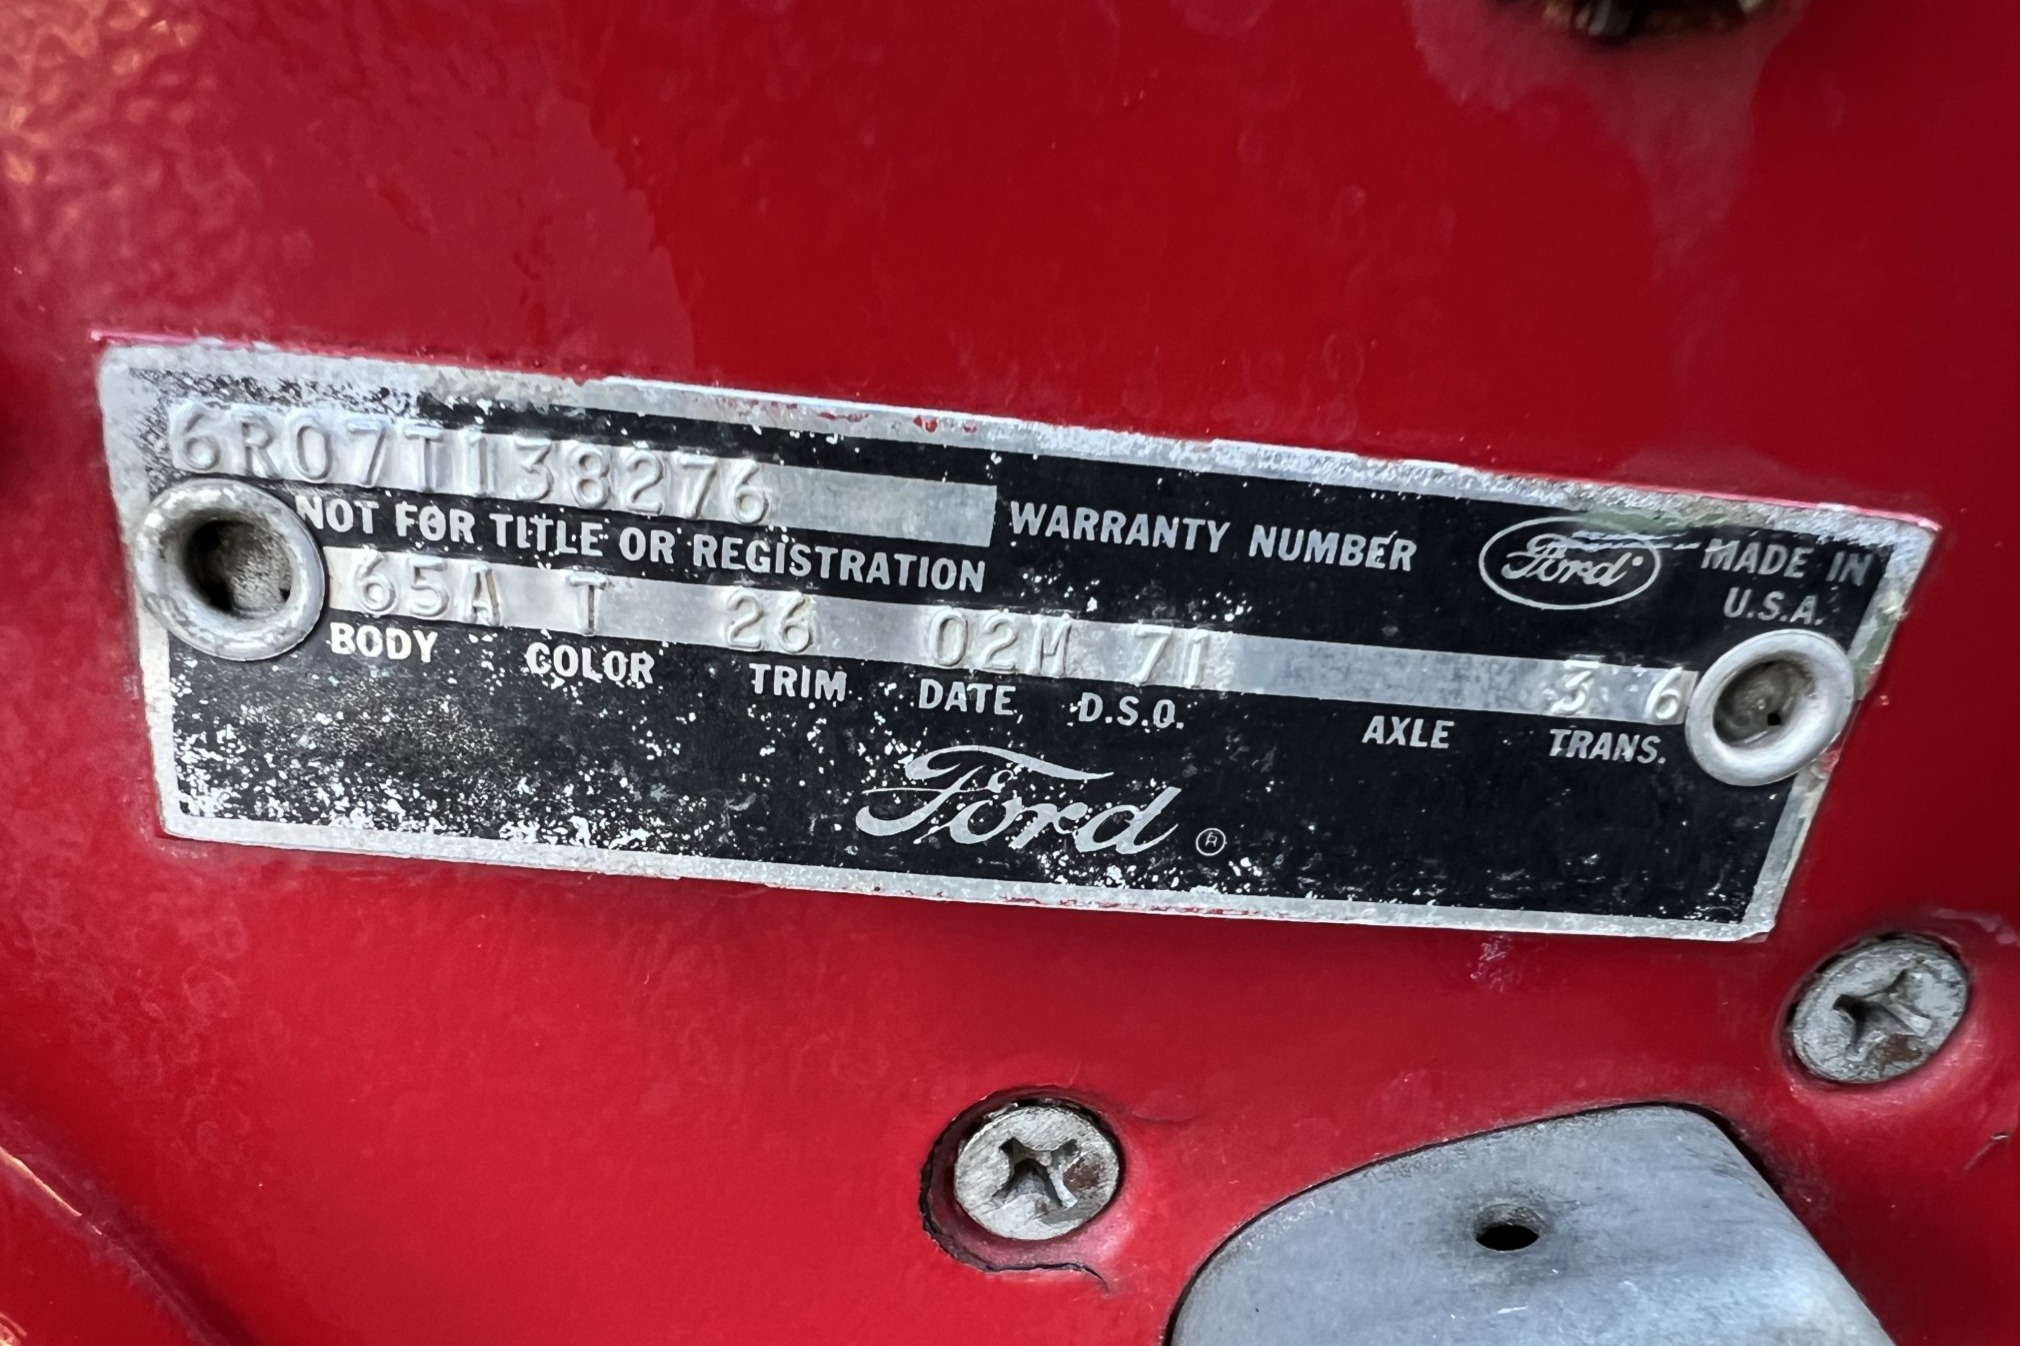 6R07T138276
NOT FOR TITLE OR REGISTRATION
WARRANTY NUMBER
Ford
MADE IN
U.S.A.
65A T 26 02M 71 3 6
BODY COLOR TRIM DATE D.S.O. AXLE TRANS.
Ford ®